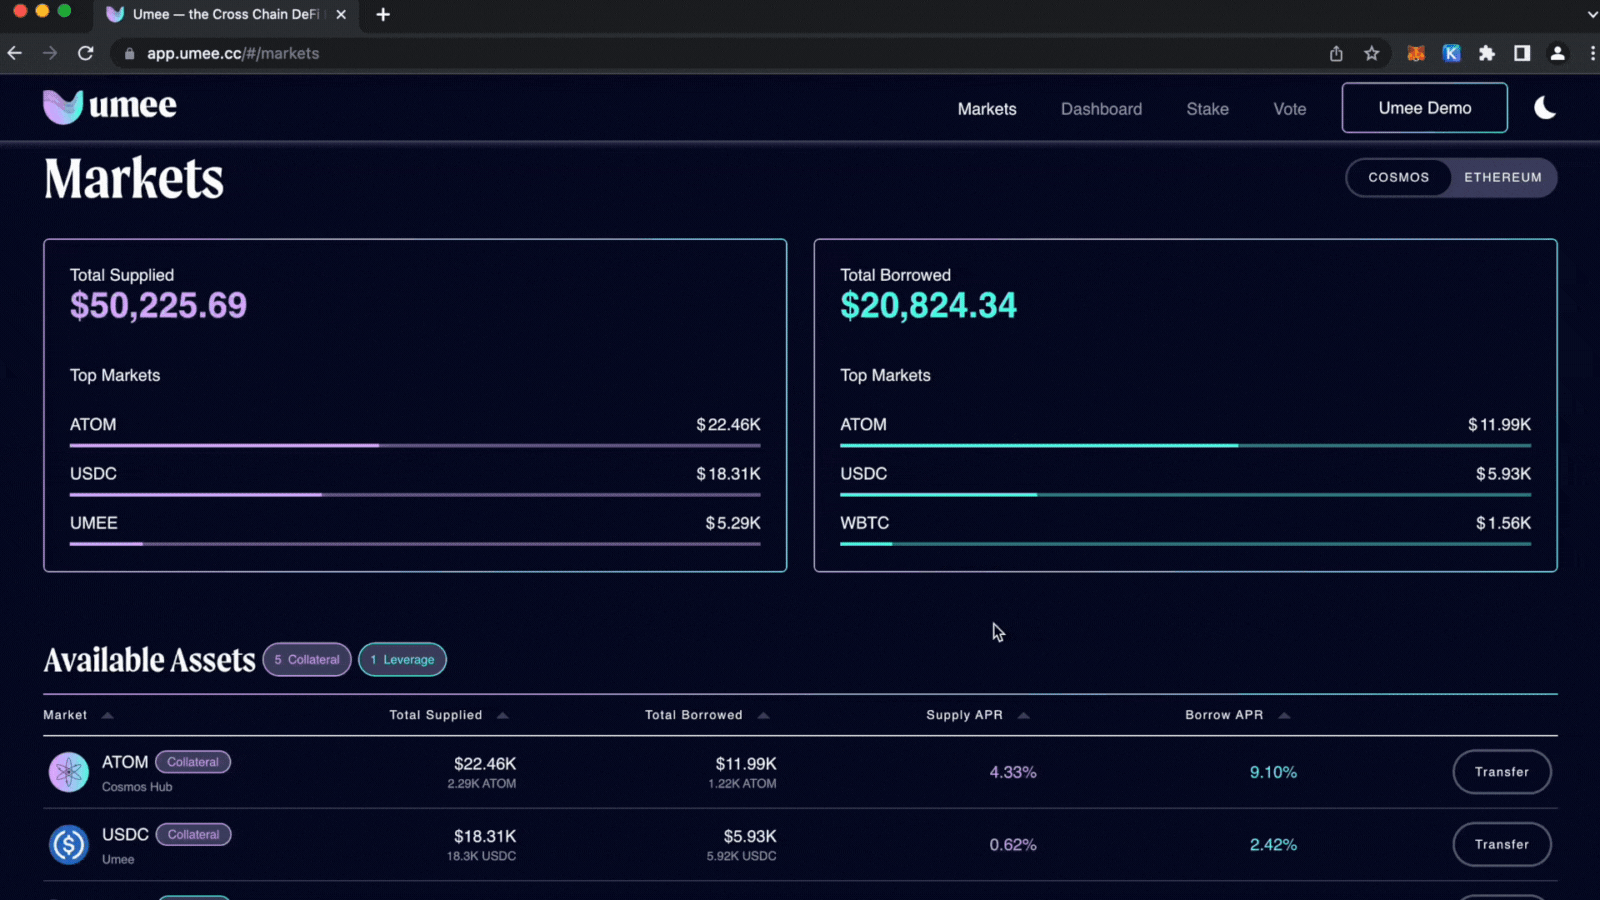 Umee — the Cross Chain DeFi
app.umee.cc/#/markets
umee
Markets Dashboard Stake Vote Umee Demo
Markets
COSMOS ETHEREUM
Total Supplied
$50,225.69
Top Markets
ATOM $22.46K
USDC $18.31K
UMEE $5.29K
Total Borrowed
$20,824.34
Top Markets
ATOM $11.99K
USDC $5.93K
WBTC $1.56K
Available Assets 5 Collateral 1 Leverage
Market Total Supplied Total Borrowed Supply APR Borrow APR
ATOM Collateral $22.46K $11.99K 4.33% 9.10% Transfer
Cosmos Hub 2.29K ATOM 1.22K ATOM
USDC Collateral $18.31K $5.93K 0.62% 2.42% Transfer
Umee 18.3K USDC 5.92K USDC